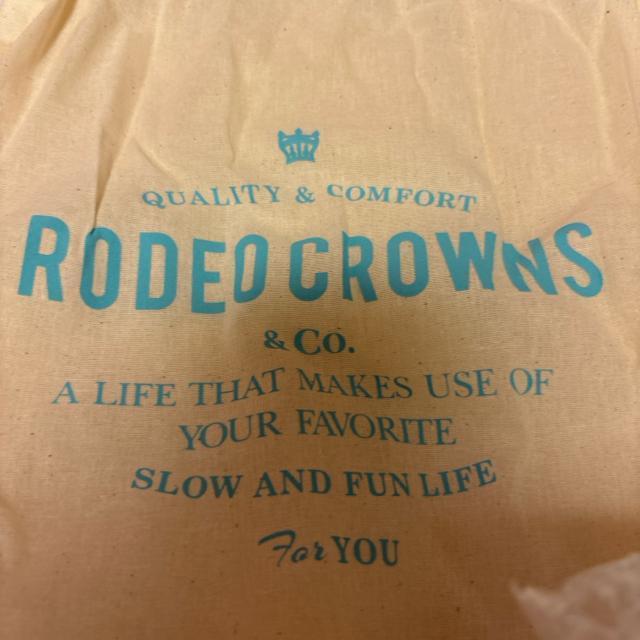 QUALITY & COMFORT
RODEO CROWNS
& Co.
A LIFE THAT MAKES USE OF
YOUR FAVORITE
SLOW AND FUN LIFE
For YOU